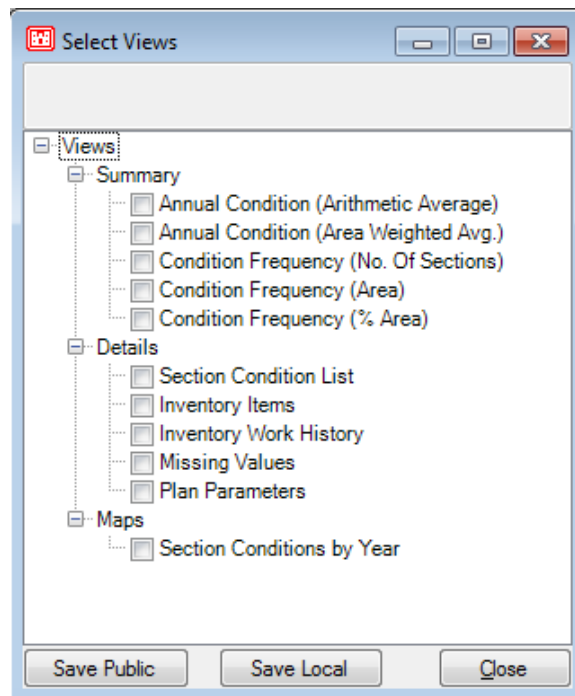 Select Views
Views
Summary
Annual Condition (Arithmetic Average)
Annual Condition (Area Weighted Avg.)
Condition Frequency (No. Of Sections)
Condition Frequency (Area)
Condition Frequency (% Area)
Details
Section Condition List
Inventory Items
Inventory Work History
Missing Values
Plan Parameters
Maps
Section Conditions by Year
Save Public Save Local Close